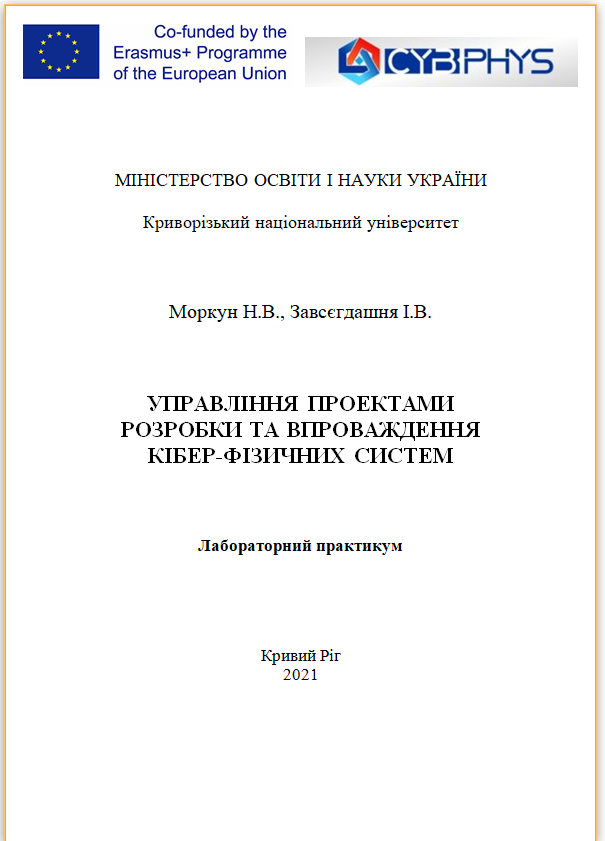 Co-funded by the
Erasmus+ Programme
of the European Union
CYBPHYS
МІНІСТЕРСТВО ОСВІТИ І НАУКИ УКРАЇНИ
Криворізький національний університет
Моркун Н.В., Завсєгдашня І.В.
УПРАВЛІННЯ ПРОЕКТАМИ
РОЗРОБКИ ТА ВПРОВАЖДЕННЯ
КІБЕР-ФІЗИЧНИХ СИСТЕМ
Лабораторний практикум
Кривий Ріг
2021